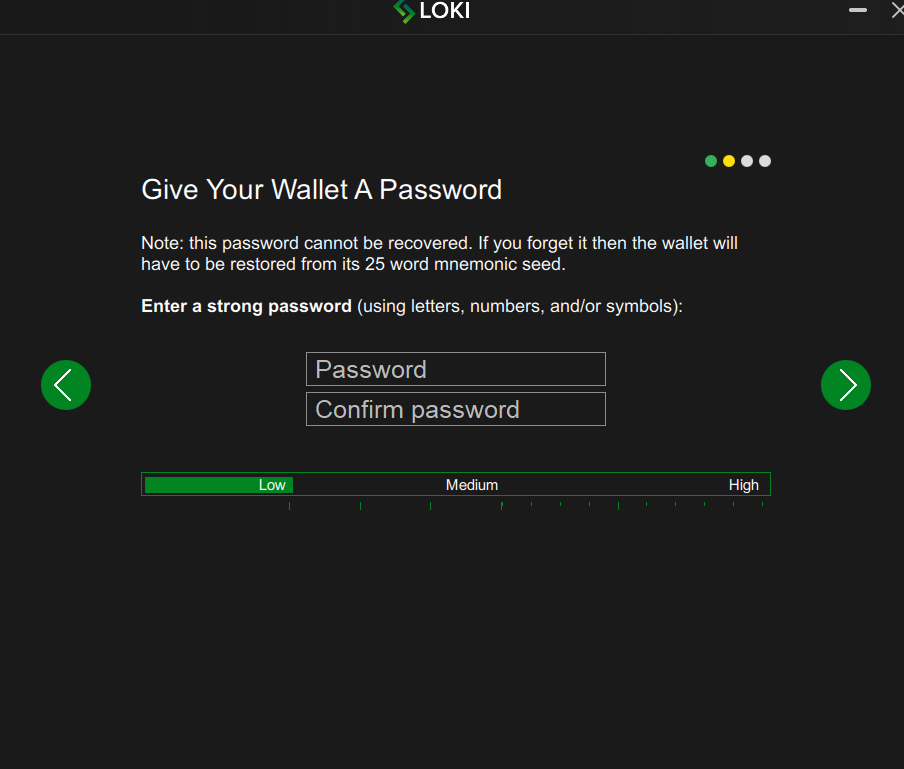 LOKI
Give Your Wallet A Password
Note: this password cannot be recovered. If you forget it then the wallet will
have to be restored from its 25 word mnemonic seed.
Enter a strong password (using letters, numbers, and/or symbols):
Password
Confirm password
Low Medium High